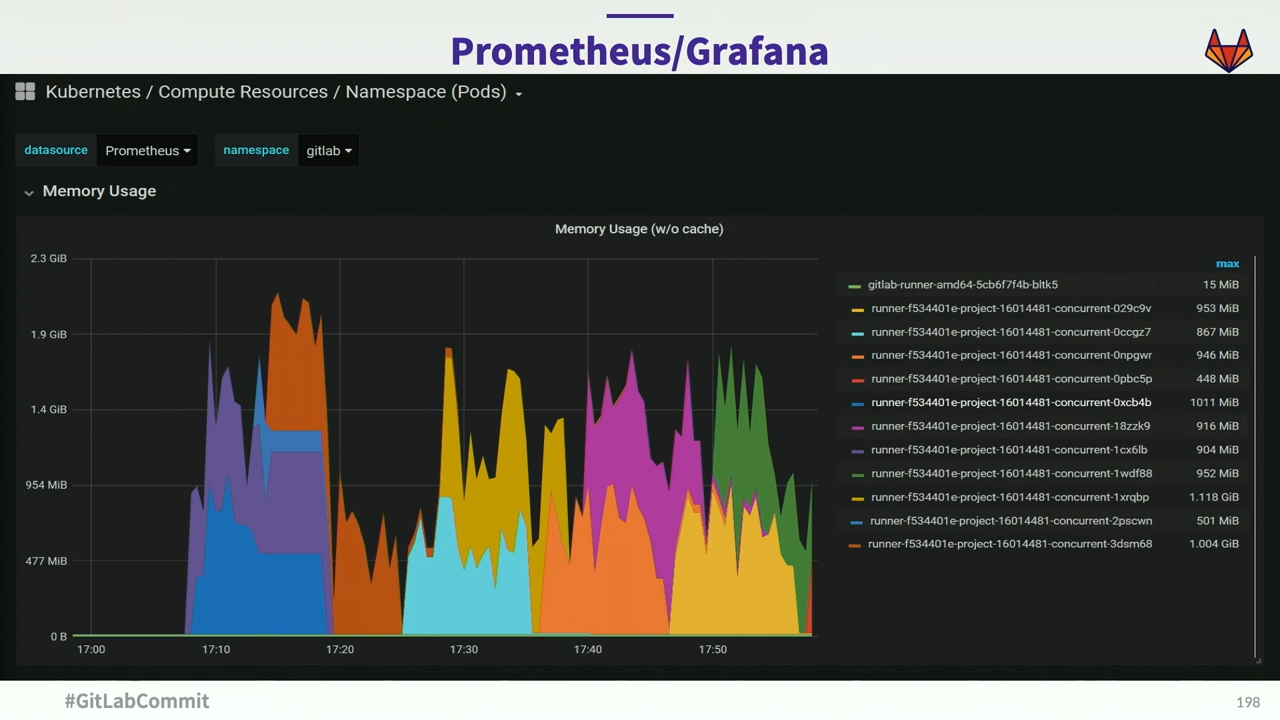 Prometheus/Grafana
Kubernetes / Compute Resources / Namespace (Pods)
datasource Prometheus namespace gitlab
Memory Usage
Memory Usage (w/o cache)
2.3 GiB
1.9 GiB
1.4 GiB
954 MiB
477 MiB
0 B
17:00 17:10 17:20 17:30 17:40 17:50
max
gitlab-runner-amd64-5cb6f7f4b-bltk5 15 MiB
runner-f534401e-project-16014481-concurrent-029c9v 953 MiB
runner-f534401e-project-16014481-concurrent-0ccgz7 867 MiB
runner-f534401e-project-16014481-concurrent-0npgwr 946 MiB
runner-f534401e-project-16014481-concurrent-0pbc5p 448 MiB
runner-f534401e-project-16014481-concurrent-0xcb4b 1011 MiB
runner-f534401e-project-16014481-concurrent-18zzk9 916 MiB
runner-f534401e-project-16014481-concurrent-1cx6lb 904 MiB
runner-f534401e-project-16014481-concurrent-1wdf88 952 MiB
runner-f534401e-project-16014481-concurrent-1xrqbp 1.118 GiB
runner-f534401e-project-16014481-concurrent-2pscwn 501 MiB
runner-f534401e-project-16014481-concurrent-3dsm68 1.004 GiB
#GitLabCommit
198